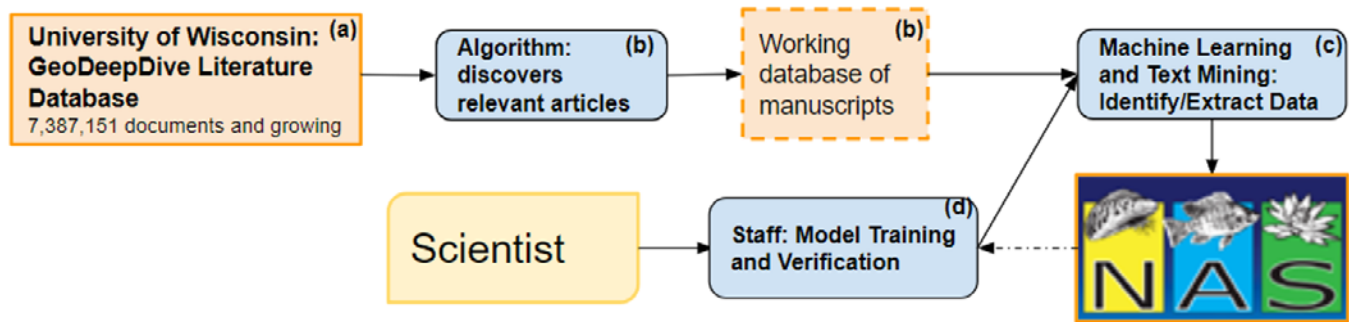 University of Wisconsin: (a)
GeoDeepDive Literature
Database
7,387,151 documents and growing
Algorithm: (b)
discovers
relevant articles
(b)
Working
database of
manuscripts
Machine Learning (c)
and Text Mining:
Identify/Extract Data
Scientist
(d)
Staff: Model Training
and Verification
N A S